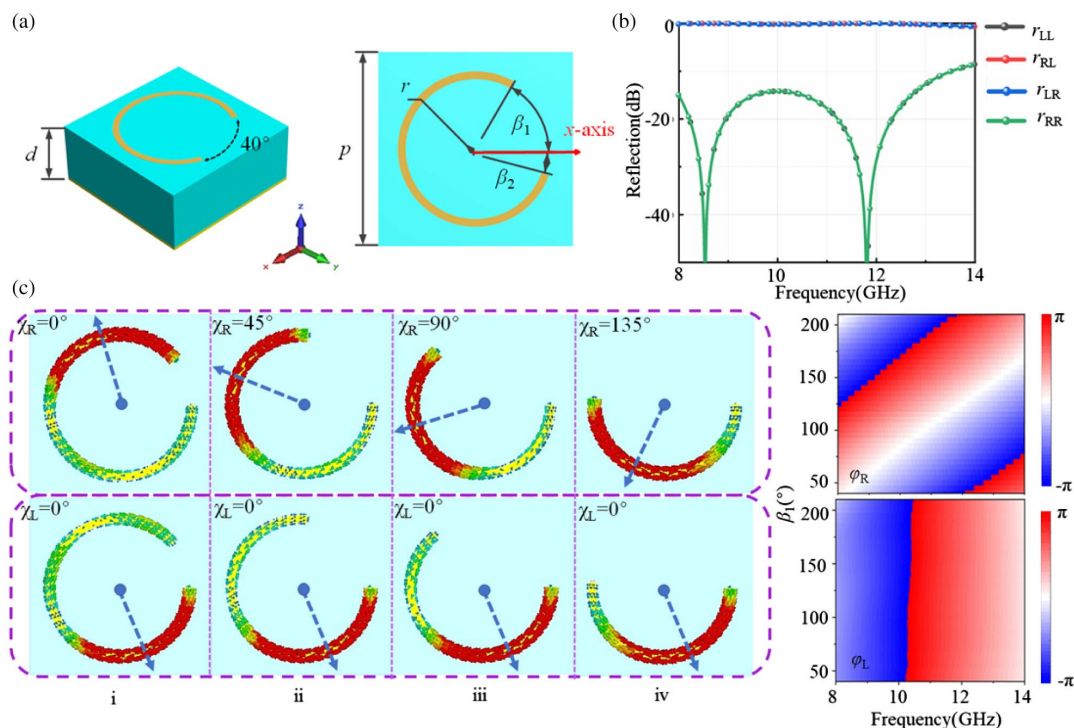 (a)
d
40°
z
x
y
p
r
β1
β2
x-axis
(b)
Reflection(dB)
0
-20
-40
8
10
12
14
Frequency(GHz)
rLL
rRL
rLR
rRR
(c)
χR=0°
χR=45°
χR=90°
χR=135°
χL=0°
χL=0°
χL=0°
χL=0°
i
ii
iii
iv
β1(°)
200
150
100
50
φR
π
-π
200
150
100
50
φL
π
-π
8
10
12
14
Frequency(GHz)